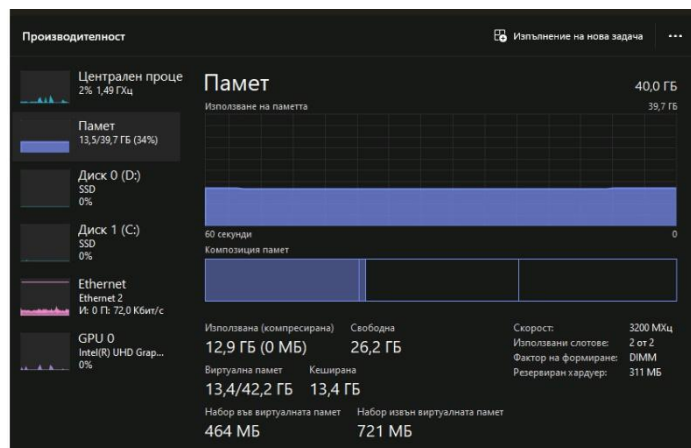 Производителност
Изпълнение на нова задача
Централен проце
2% 1,49 ГХц
Памет
13,5/39,7 ГБ (34%)
Диск 0 (D:)
SSD
0%
Диск 1 (C:)
SSD
0%
Ethernet
Ethernet 2
И: 0 П: 72,0 Кбит/с
GPU 0
Intel(R) UHD Grap...
0%
Памет 40,0 ГБ
Използване на паметта 39,7 ГБ
60 секунди 0
Композиция памет
Използвана (компресирана) Свободна
12,9 ГБ (0 МБ) 26,2 ГБ
Виртуална памет Кеширана
13,4/42,2 ГБ 13,4 ГБ
Набор във виртуалната памет Набор извън виртуалната памет
464 МБ 721 МБ
Скорост: 3200 МХц
Използвани слотове: 2 от 2
Фактор на формиране: DIMM
Резервиран хардуер: 311 МБ